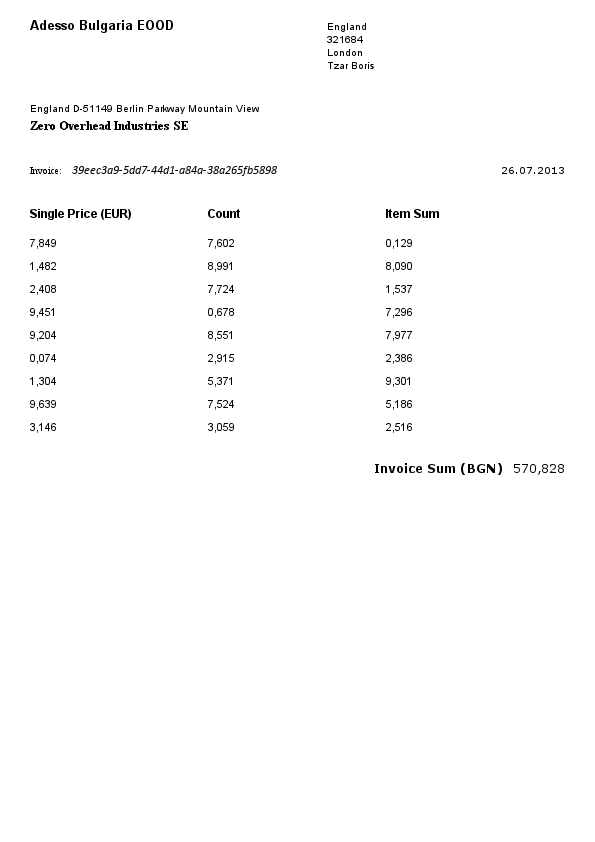 Adesso Bulgaria EOOD
England
321684
London
Tzar Boris
England D-51149 Berlin Parkway Mountain View
Zero Overhead Industries SE
Invoice: 39eec3a9-5dd7-44d1-a84a-38a265fb5898 26.07.2013
Single Price (EUR) Count Item Sum
7,849 7,602 0,129
1,482 8,991 8,090
2,408 7,724 1,537
9,451 0,678 7,296
9,204 8,551 7,977
0,074 2,915 2,386
1,304 5,371 9,301
9,639 7,524 5,186
3,146 3,059 2,516
Invoice Sum (BGN) 570,828